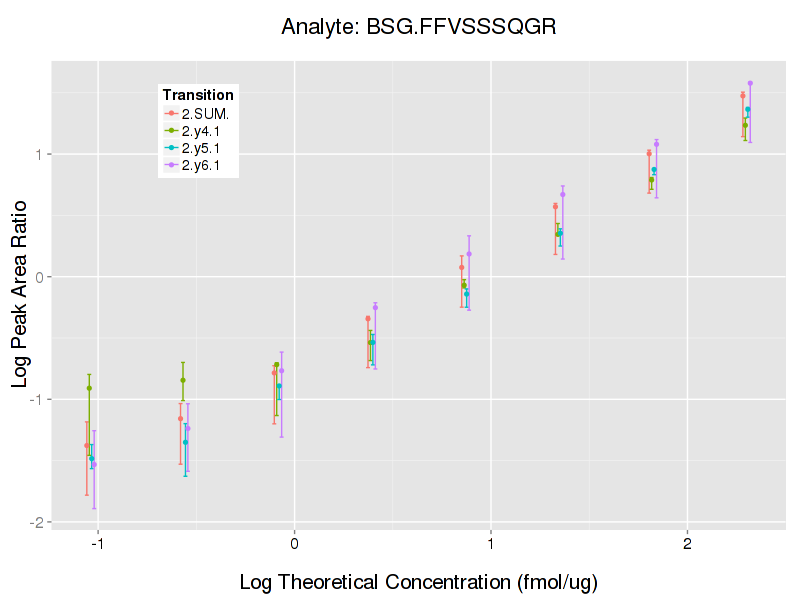 Analyte: BSG.FFVSSSQGR
Log Peak Area Ratio
1
0
-1
-2
Transition
2.SUM.
2.y4.1
2.y5.1
2.y6.1
-1 0 1 2
Log Theoretical Concentration (fmol/ug)